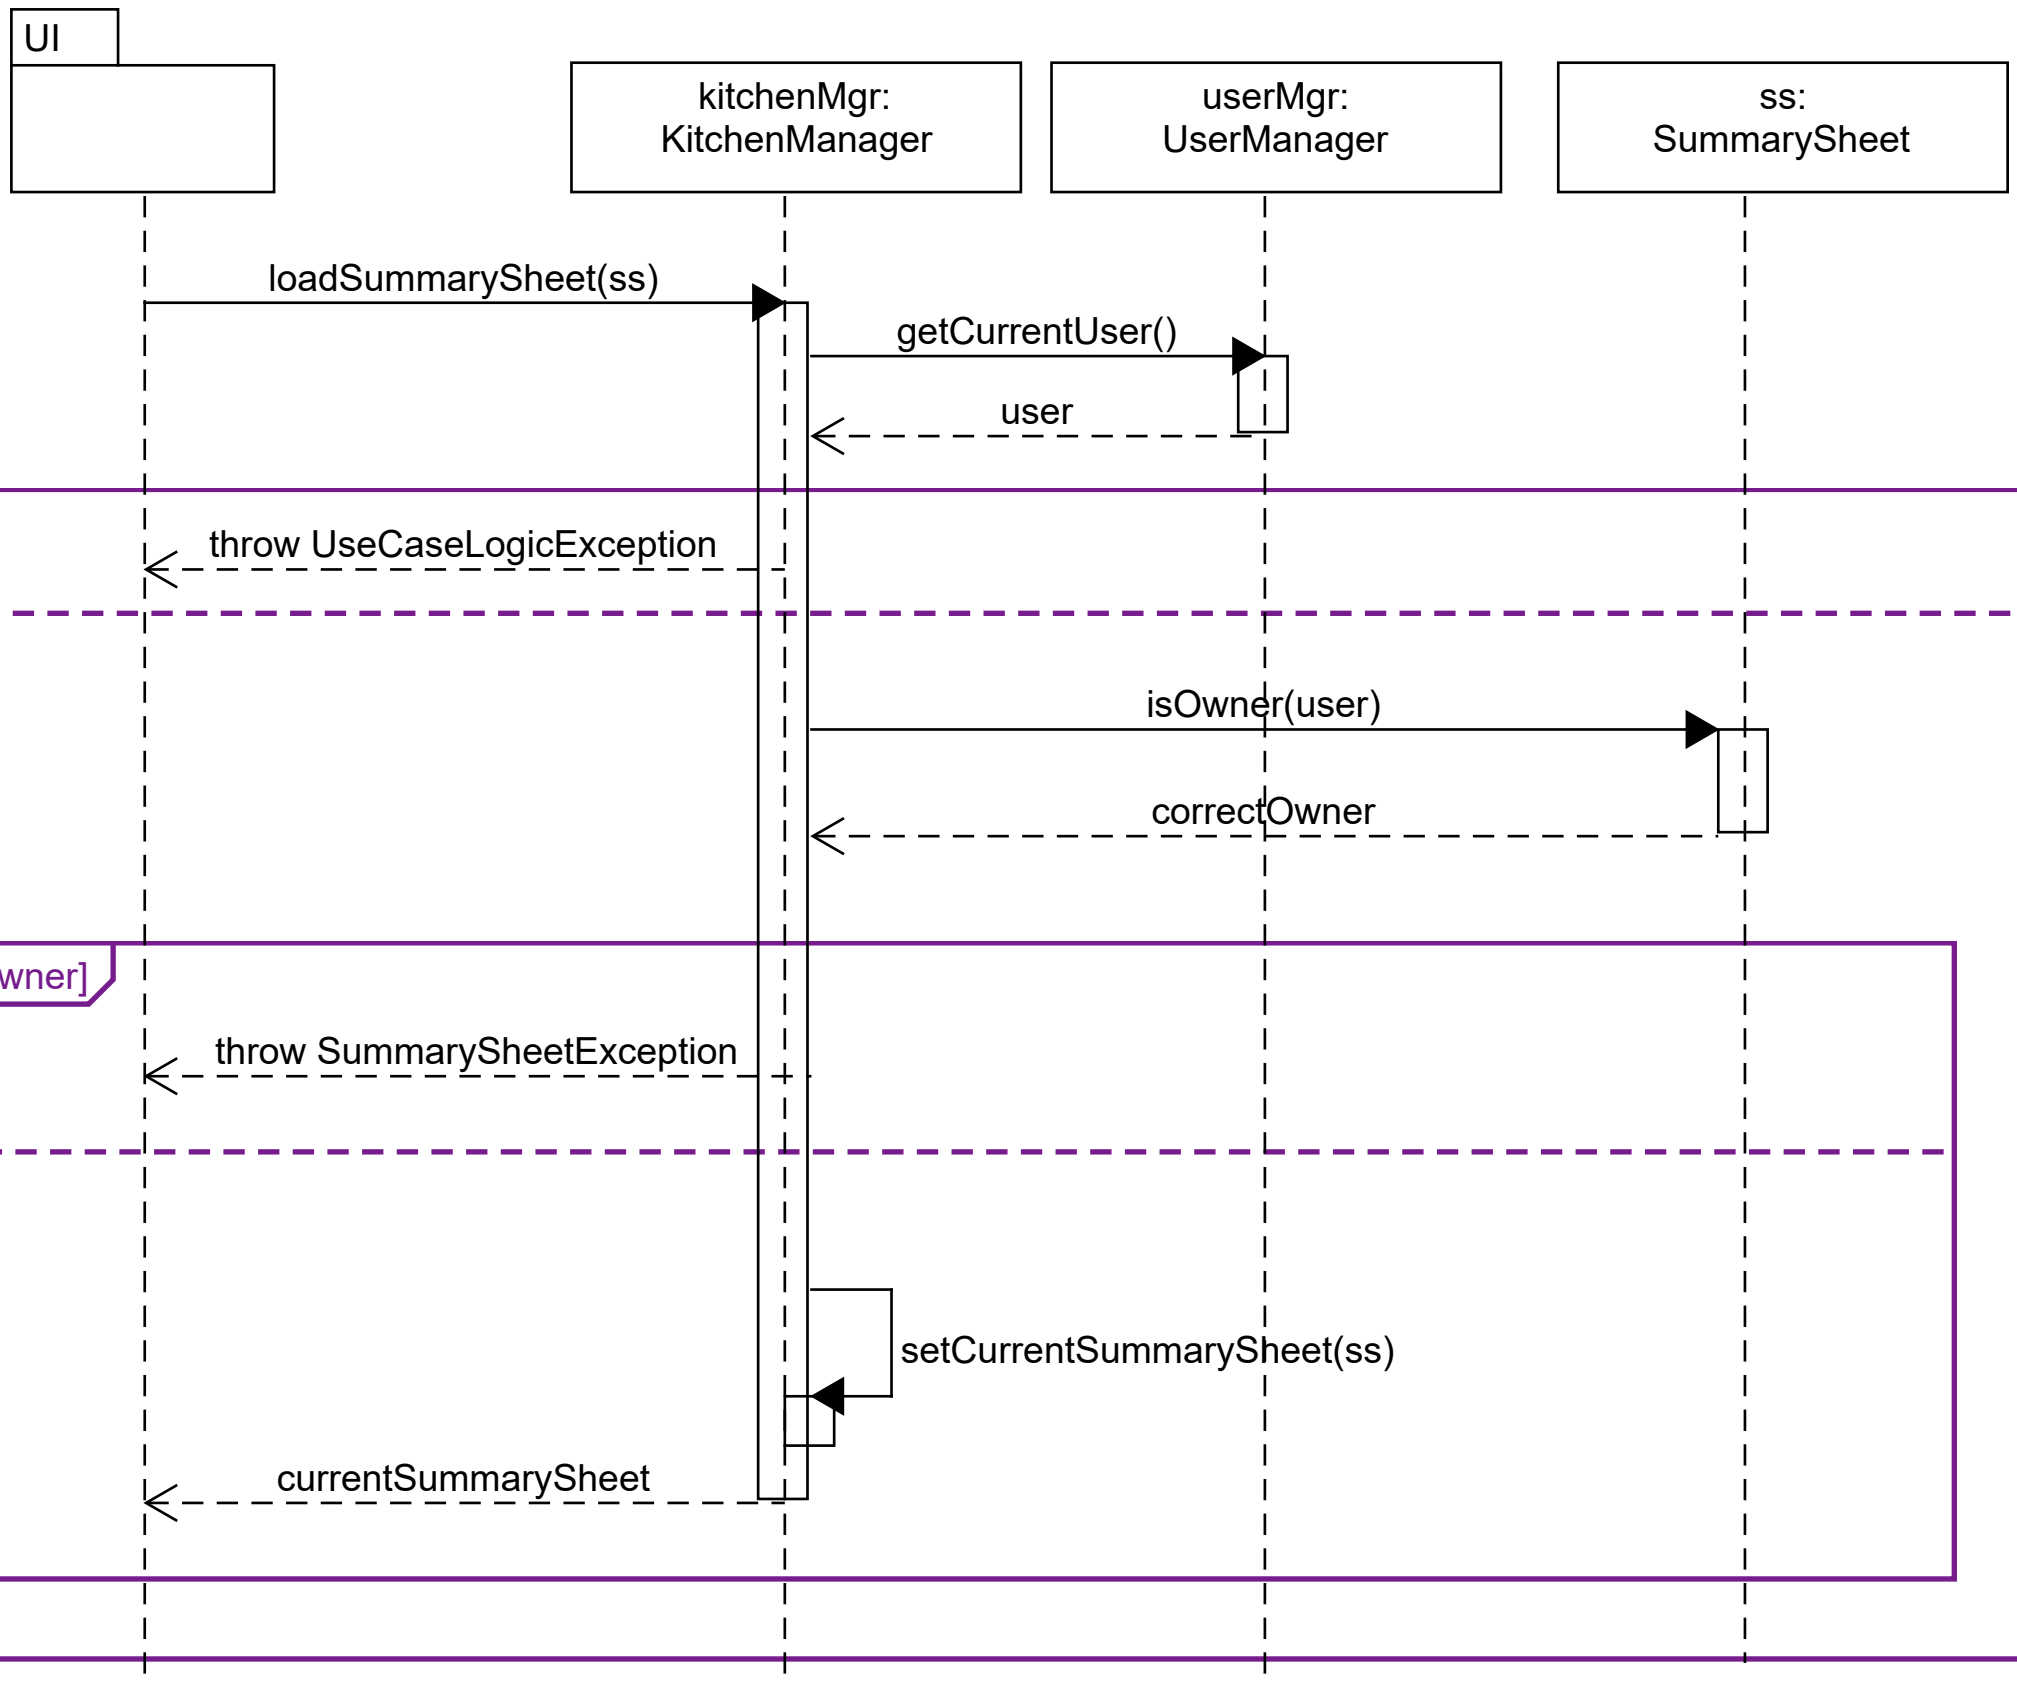 UI
kitchenMgr:
KitchenManager
userMgr:
UserManager
ss:
SummarySheet
loadSummarySheet(ss)
getCurrentUser()
user
throw UseCaseLogicException
isOwner(user)
correctOwner
wner]
throw SummarySheetException
setCurrentSummarySheet(ss)
currentSummarySheet